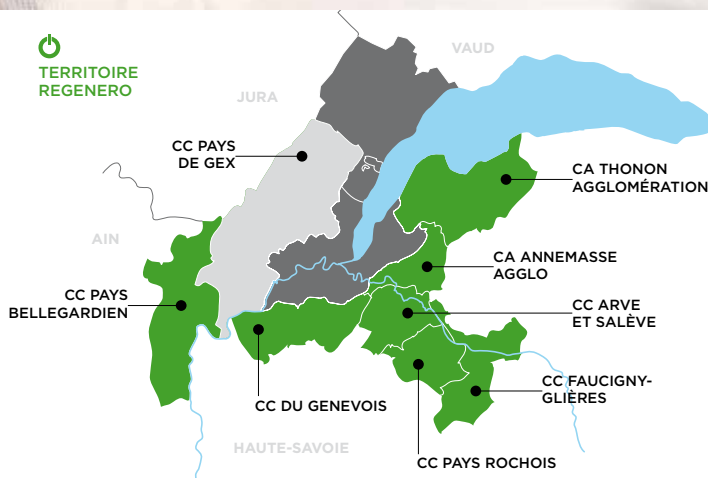 TERRITOIRE
REGENERO
VAUD
JURA
CC PAYS
DE GEX
CA THONON
AGGLOMÉRATION
AIN
CA ANNEMASSE
AGGLO
CC PAYS
BELLEGARDIEN
CC ARVE
ET SALÈVE
CC FAUCIGNY-
GLIÈRES
CC DU GENEVOIS
HAUTE-SAVOIE
CC PAYS ROCHOIS